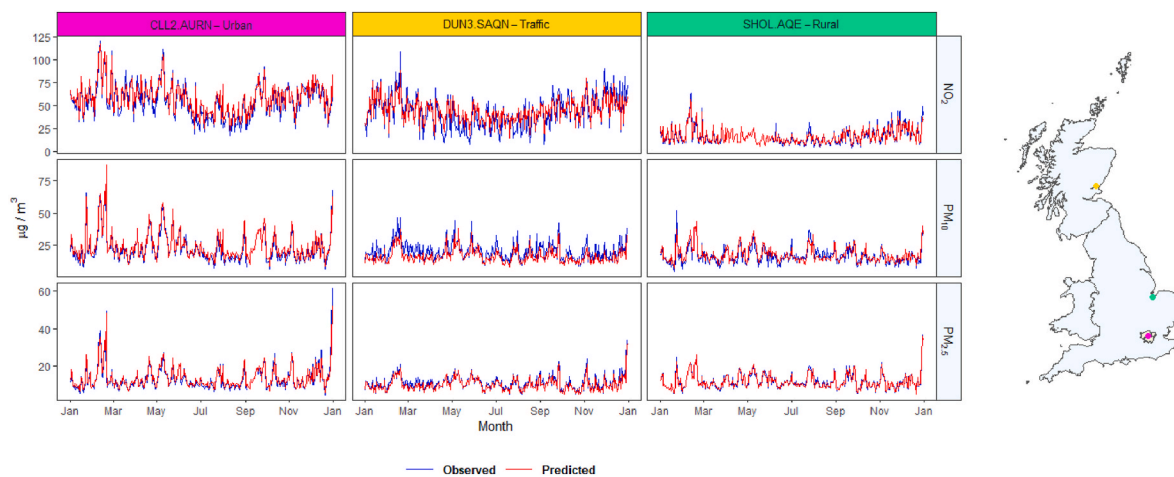 CLL2.AURN – Urban DUN3.SAQN – Traffic SHOL.AQE – Rural
125
100
75
50
25
0
NO2
75
50
25
PM10
µg / m3
60
40
20
PM2.5
Jan Mar May Jul Sep Nov Jan Jan Mar May Jul Sep Nov Jan Jan Mar May Jul Sep Nov Jan
Month
Observed Predicted